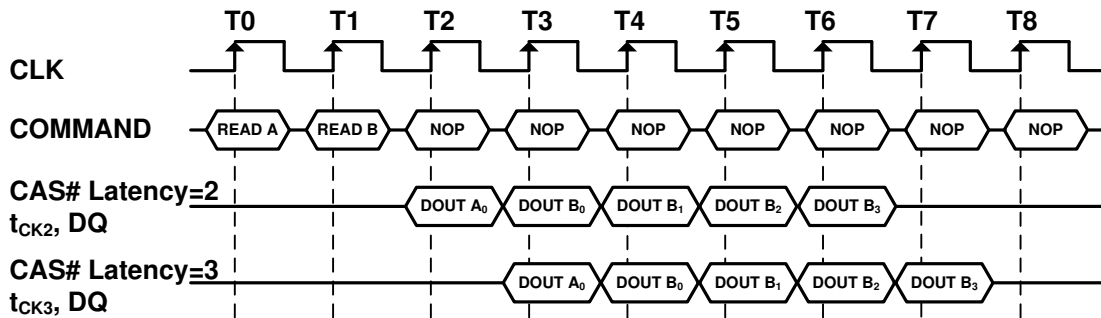 T0 T1 T2 T3 T4 T5 T6 T7 T8
CLK
COMMAND READ A READ B NOP NOP NOP NOP NOP NOP NOP
CAS# Latency=2
tCK2, DQ DOUT A0 DOUT B0 DOUT B1 DOUT B2 DOUT B3
CAS# Latency=3
tCK3, DQ DOUT A0 DOUT B0 DOUT B1 DOUT B2 DOUT B3